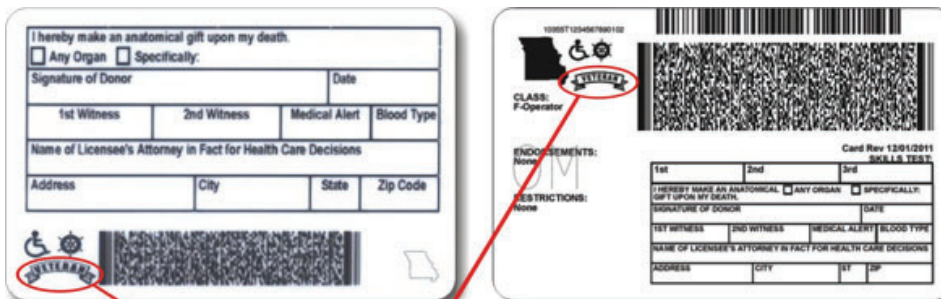 I hereby make an anatomical gift upon my death.
Any Organ Specifically:
Signature of Donor Date
1st Witness 2nd Witness Medical Alert Blood Type
Name of Licensee's Attorney in Fact for Health Care Decisions
Address City State Zip Code
VETERAN
10055T1234567890102
VETERAN
CLASS:
F-Operator
ENDORSEMENTS:
None
OM
RESTRICTIONS:
None
Card Rev 12/01/2011
SKILLS TEST:
1st 2nd 3rd
I HEREBY MAKE AN ANATOMICAL GIFT UPON MY DEATH. ANY ORGAN SPECIFICALLY:
SIGNATURE OF DONOR DATE
1ST WITNESS 2ND WITNESS MEDICAL ALERT BLOOD TYPE
NAME OF LICENSEE'S ATTORNEY IN FACT FOR HEALTH CARE DECISIONS
ADDRESS CITY ST ZIP